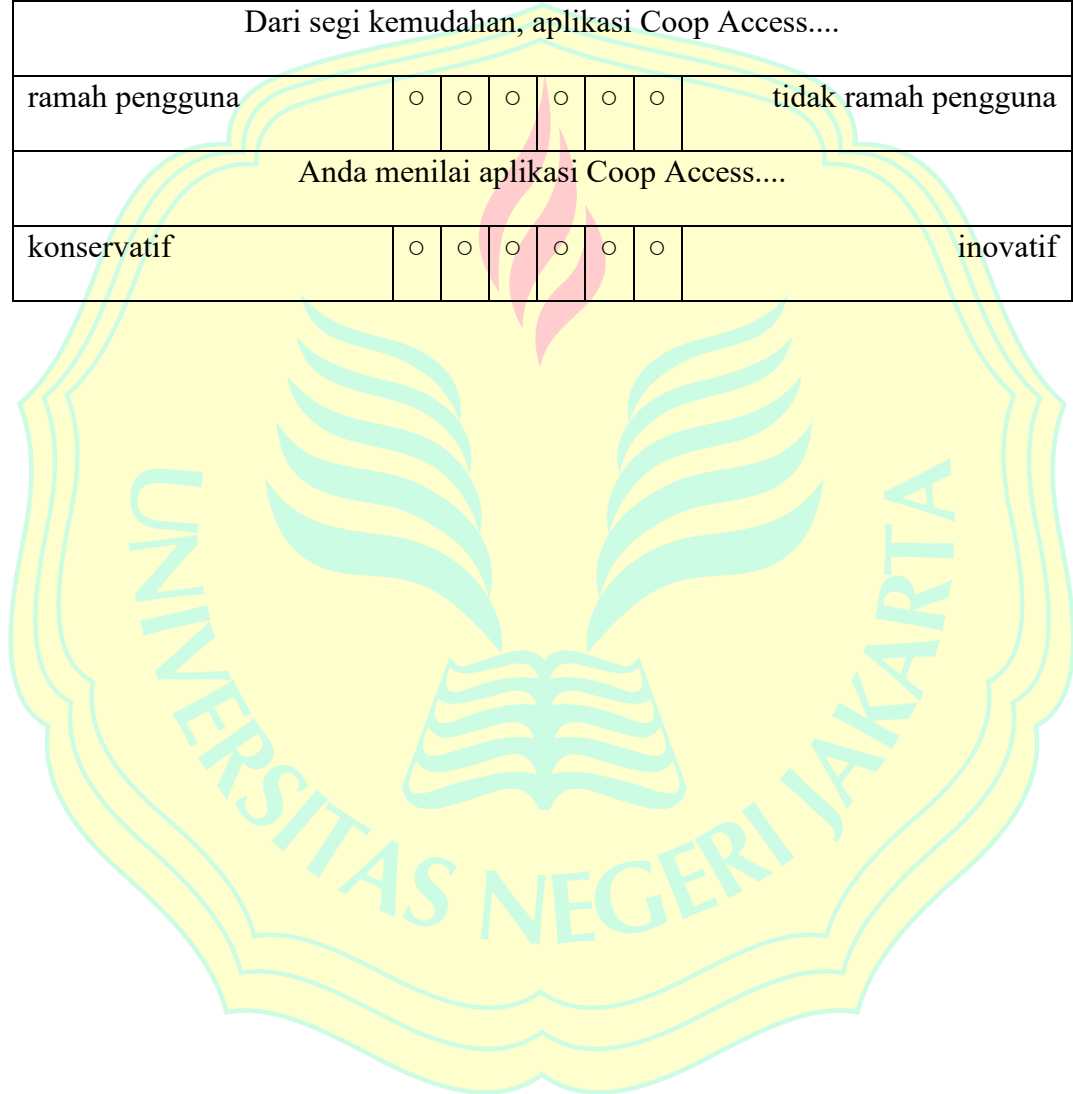 Dari segi kemudahan, aplikasi Coop Access....
ramah pengguna ○ ○ ○ ○ ○ ○ tidak ramah pengguna
Anda menilai aplikasi Coop Access....
konservatif ○ ○ ○ ○ ○ ○ inovatif
UNIVERSITAS NEGERI JAKARTA